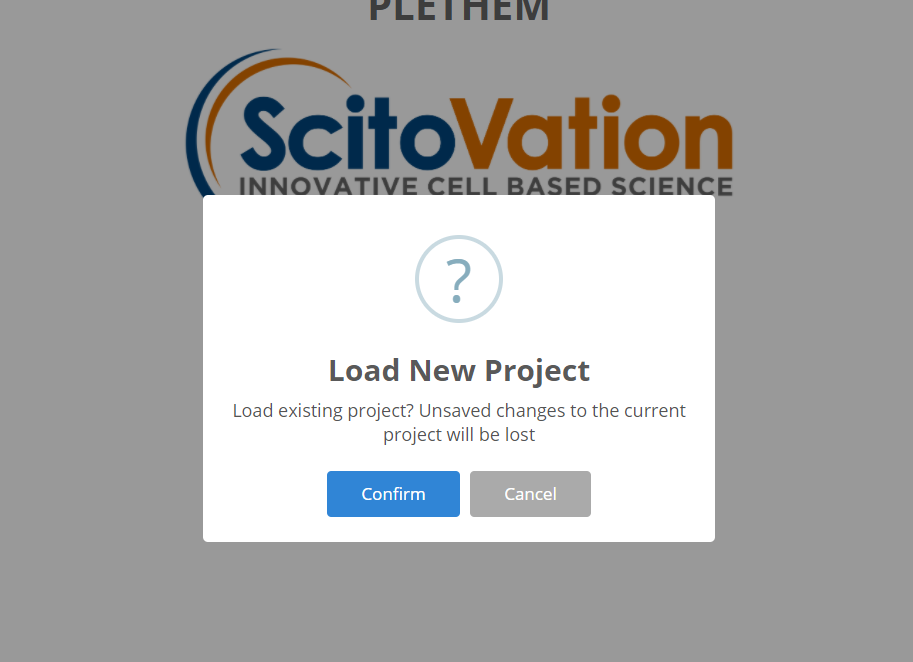 PLETHEM
ScitoVation
INNOVATIVE CELL BASED SCIENCE
?
Load New Project
Load existing project? Unsaved changes to the current
project will be lost
Confirm
Cancel